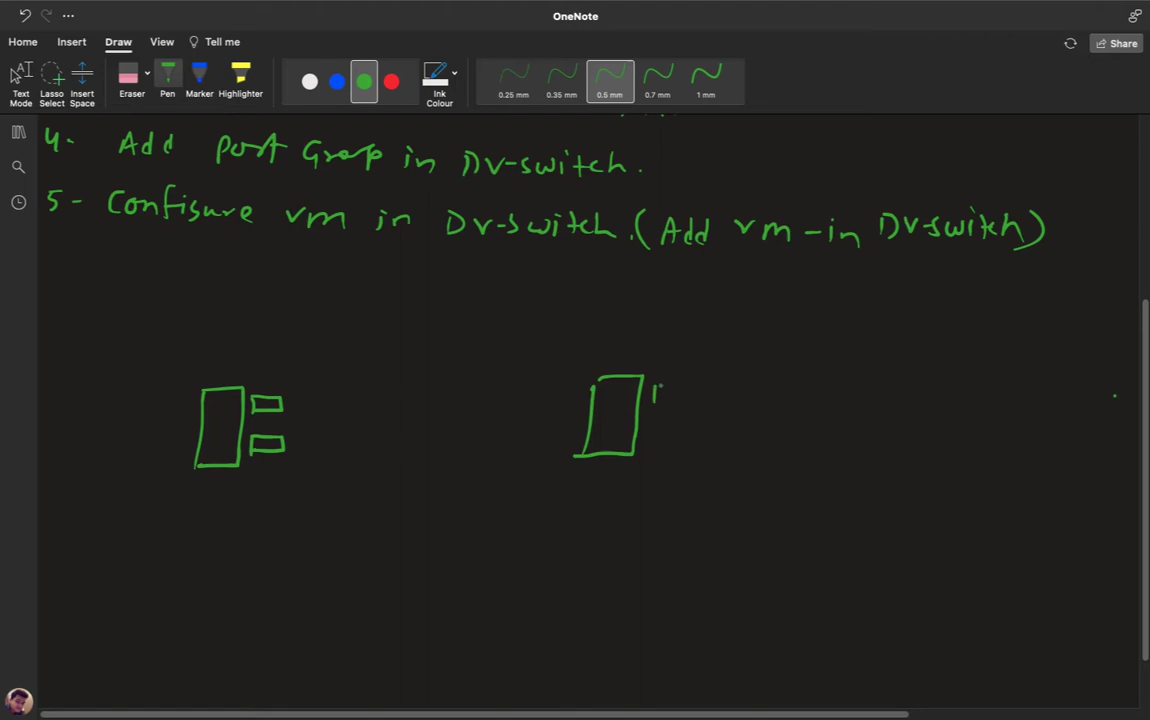 OneNote
Home Insert Draw View Tell me
Share
Text Mode Lasso Select Insert Space Eraser Pen Marker Highlighter Ink Colour 0.25 mm 0.35 mm 0.5 mm 0.7 mm 1 mm
4- Add Port Group in DV-switch.
5- Configure vm in DV-switch.(Add vm-in DV-switch)